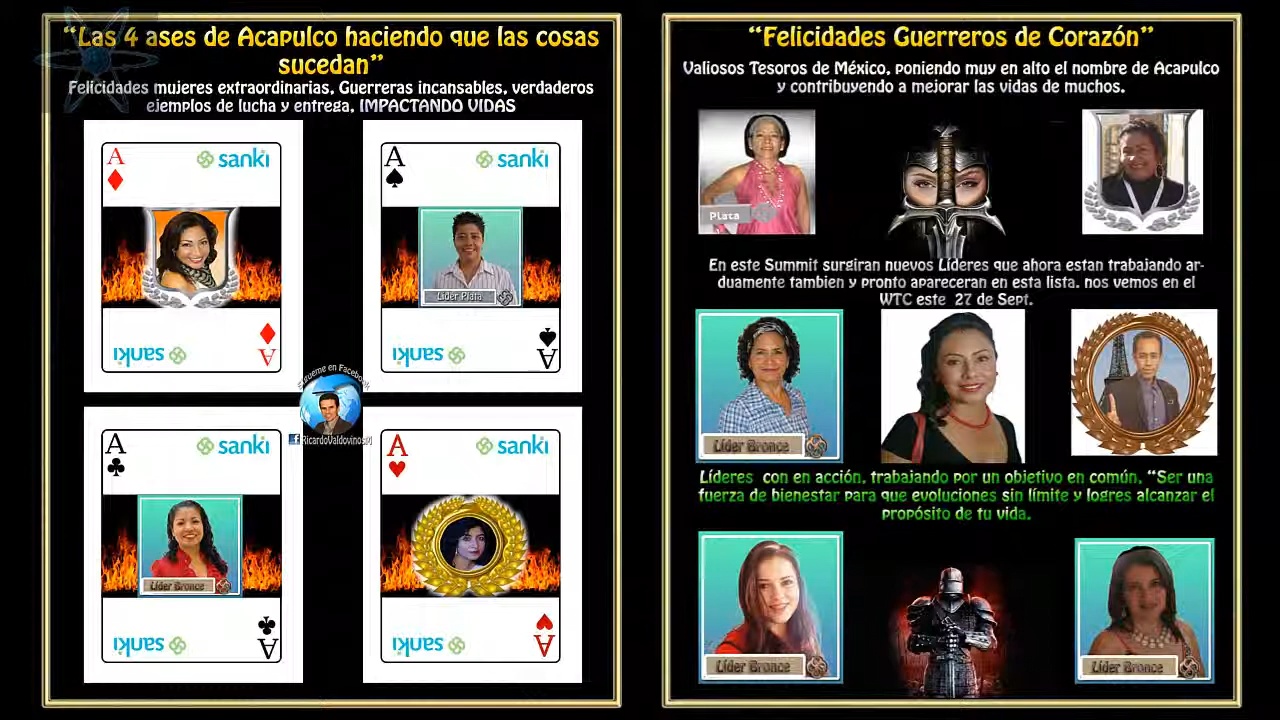 “Las 4 ases de Acapulco haciendo que las cosas
sucedan”
Felicidades mujeres extraordinarias, Guerreras incansables, verdaderos
ejemplos de lucha y entrega, IMPACTANDO VIDAS
A
sanki
A
sanki
A
sanki
Líder Plata
sanki
A
Sigueme en Facebook
RicardoValdovinosM
A
sanki
Líder Bronce
sanki
A
A
sanki
sanki
A
“Felicidades Guerreros de Corazón”
Valiosos Tesoros de México, poniendo muy en alto el nombre de Acapulco
y contribuyendo a mejorar las vidas de muchos.
Plata
En este Summit surgiran nuevos Líderes que ahora estan trabajando ar-
duamente tambien y pronto apareceran en esta lista. nos vemos en el
WTC este 27 de Sept.
Líder Bronce
Líderes con en acción, trabajando por un objetivo en común, “Ser una
fuerza de bienestar para que evoluciones sin límite y logres alcanzar el
propósito de tu vida.
Líder Bronce
Líder Bronce